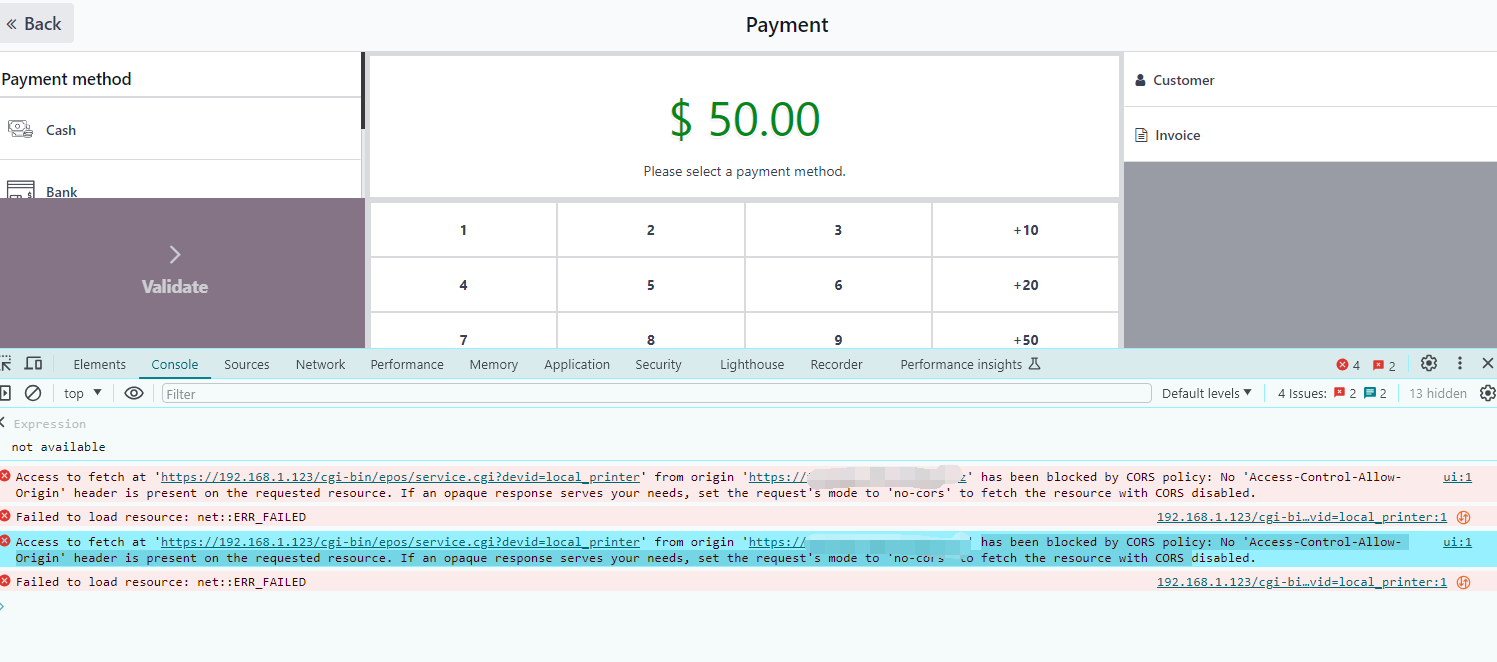 « Back
Payment
Payment method
Cash
Bank
Validate
$ 50.00
Please select a payment method.
1 2 3 +10
4 5 6 +20
7 8 9 +50
Customer
Invoice
Elements Console Sources Network Performance Memory Application Security Lighthouse Recorder Performance insights 4 2
top Filter Default levels 4 Issues: 2 2 13 hidden
Expression
not available
Access to fetch at 'https://192.168.1.123/cgi-bin/epos/service.cgi?devid=local_printer' from origin 'https:// z' has been blocked by CORS policy: No 'Access-Control-Allow- ui:1
Origin' header is present on the requested resource. If an opaque response serves your needs, set the request's mode to 'no-cors' to fetch the resource with CORS disabled.
Failed to load resource: net::ERR_FAILED 192.168.1.123/cgi-bi…vid=local_printer:1
Access to fetch at 'https://192.168.1.123/cgi-bin/epos/service.cgi?devid=local_printer' from origin 'https:// ' has been blocked by CORS policy: No 'Access-Control-Allow- ui:1
Origin' header is present on the requested resource. If an opaque response serves your needs, set the request's mode to 'no-cors' to fetch the resource with CORS disabled.
Failed to load resource: net::ERR_FAILED 192.168.1.123/cgi-bi…vid=local_printer:1